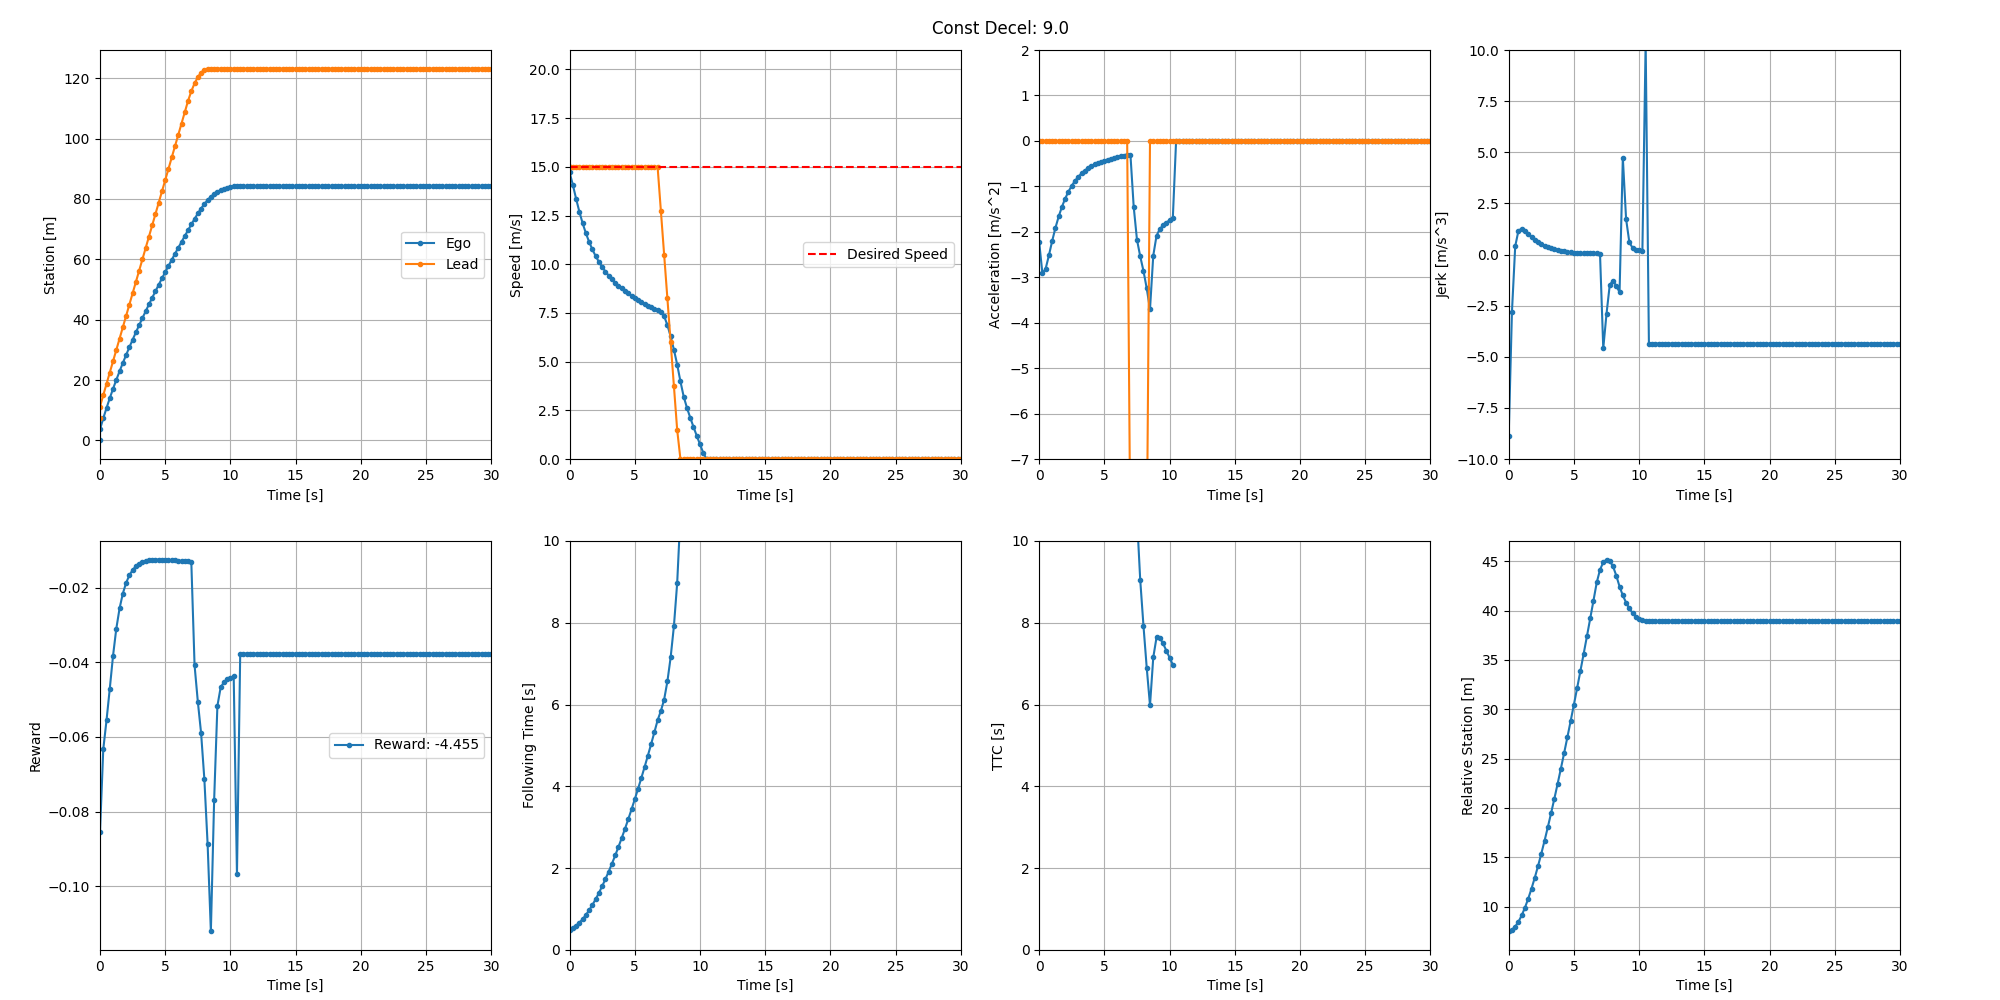 Const Decel: 9.0
Station [m]
120
100
80
60
40
20
0
0 5 10 15 20 25 30
Time [s]
Ego
Lead
Speed [m/s]
20.0
17.5
15.0
12.5
10.0
7.5
5.0
2.5
0.0
0 5 10 15 20 25 30
Time [s]
Desired Speed
Acceleration [m/s^2]
2
1
0
−1
−2
−3
−4
−5
−6
−7
0 5 10 15 20 25 30
Time [s]
Jerk [m/s^3]
10.0
7.5
5.0
2.5
0.0
−2.5
−5.0
−7.5
−10.0
0 5 10 15 20 25 30
Time [s]
Reward
−0.02
−0.04
−0.06
−0.08
−0.10
0 5 10 15 20 25 30
Time [s]
Reward: -4.455
Following Time [s]
10
8
6
4
2
0
0 5 10 15 20 25 30
Time [s]
TTC [s]
10
8
6
4
2
0
0 5 10 15 20 25 30
Time [s]
Relative Station [m]
45
40
35
30
25
20
15
10
0 5 10 15 20 25 30
Time [s]